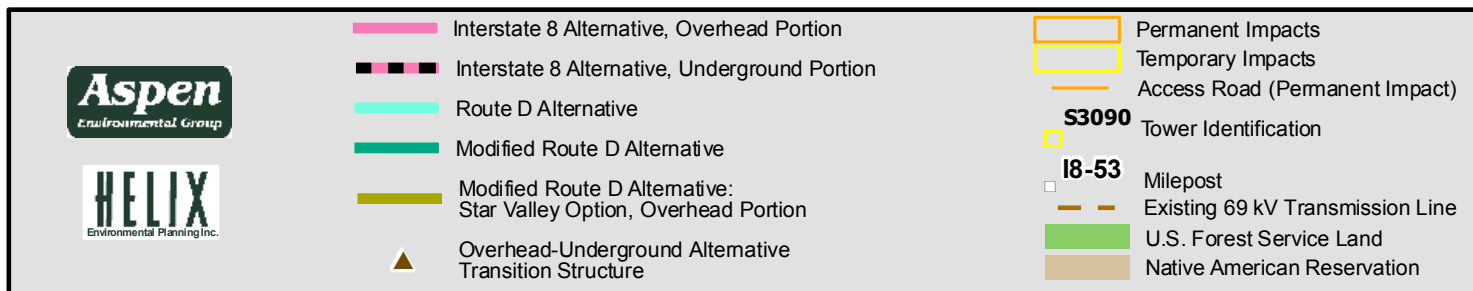 Aspen
Environmental Group
HELIX
Environmental Planning Inc.
Interstate 8 Alternative, Overhead Portion
Interstate 8 Alternative, Underground Portion
Route D Alternative
Modified Route D Alternative
Modified Route D Alternative:
Star Valley Option, Overhead Portion
Overhead-Underground Alternative
Transition Structure
Permanent Impacts
Temporary Impacts
Access Road (Permanent Impact)
S3090 Tower Identification
I8-53 Milepost
Existing 69 kV Transmission Line
U.S. Forest Service Land
Native American Reservation